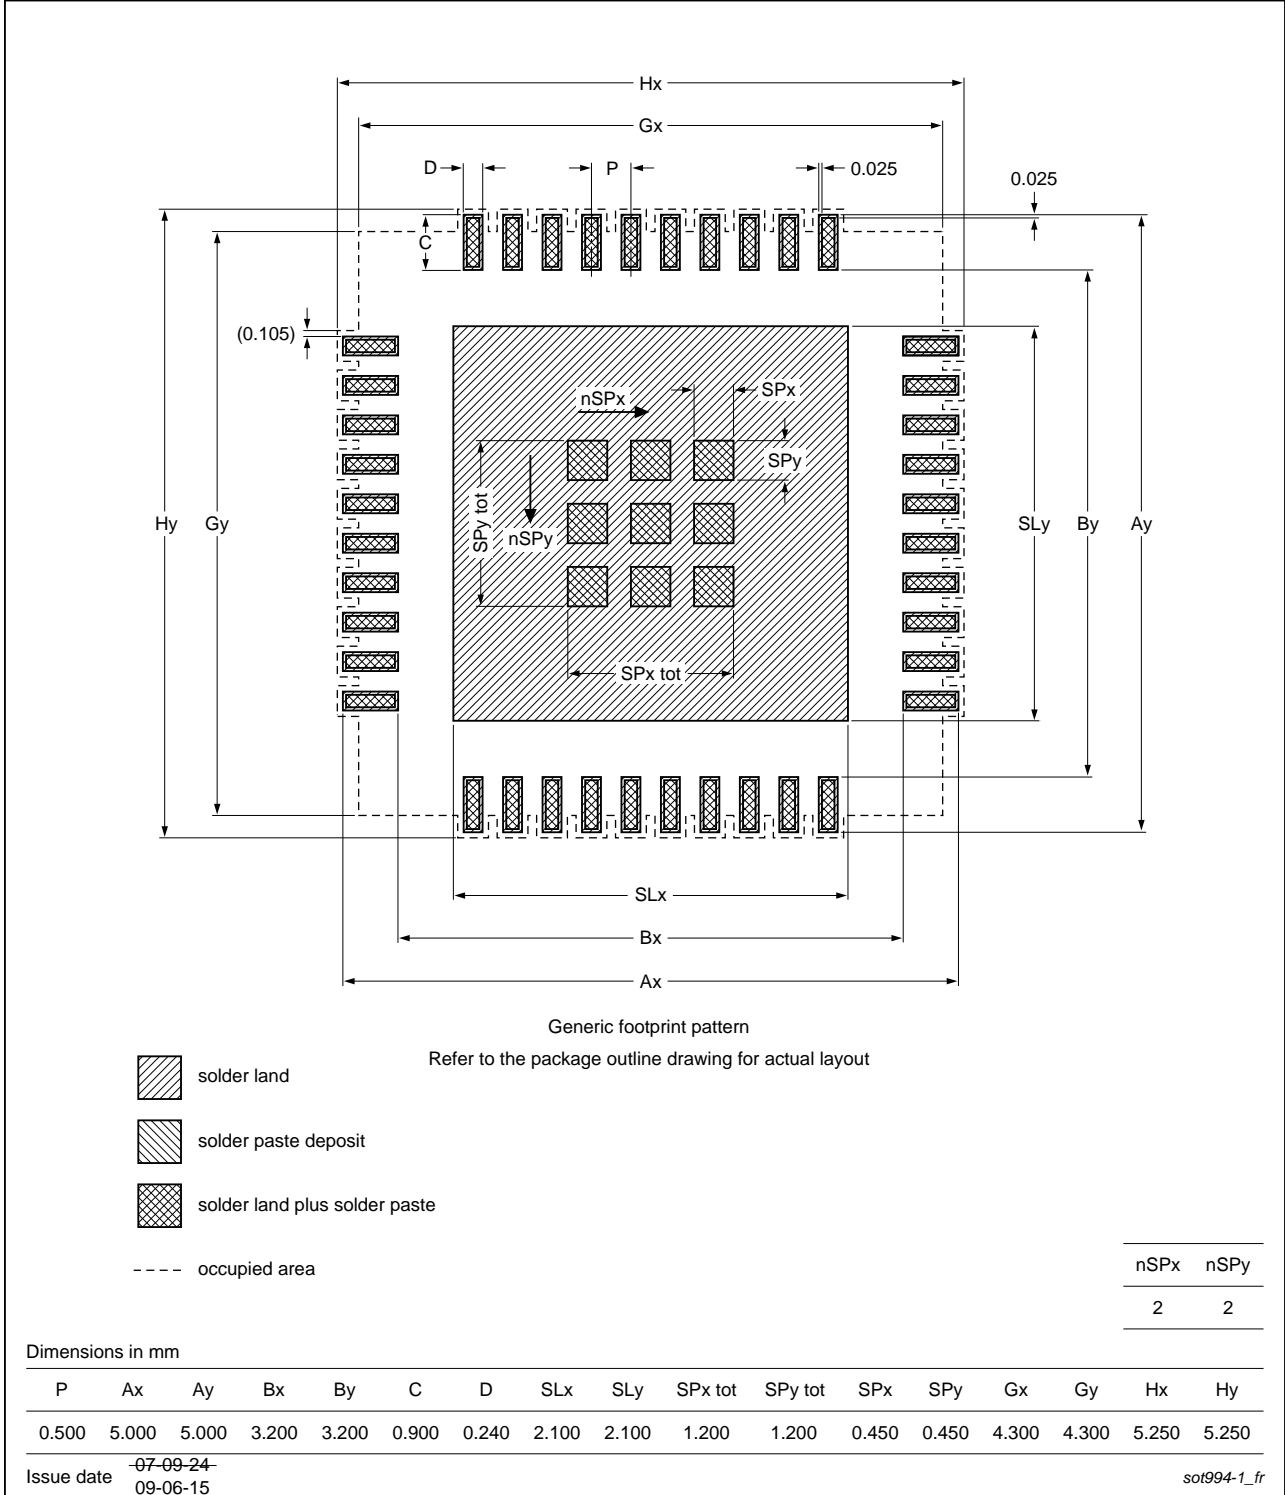 Hx
Gx
D P 0.025
0.025
C
(0.105)
nSPx SPx
SPy
SPy tot
nSPy
Hy Gy SLy By Ay
SPx tot
SLx
Bx
Ax
Generic footprint pattern
Refer to the package outline drawing for actual layout
solder land
solder paste deposit
solder land plus solder paste
occupied area
nSPx nSPy
2 2
Dimensions in mm
P Ax Ay Bx By C D SLx SLy SPx tot SPy tot SPx SPy Gx Gy Hx Hy
0.500 5.000 5.000 3.200 3.200 0.900 0.240 2.100 2.100 1.200 1.200 0.450 0.450 4.300 4.300 5.250 5.250
Issue date 07-09-24
09-06-15
sot994-1_fr